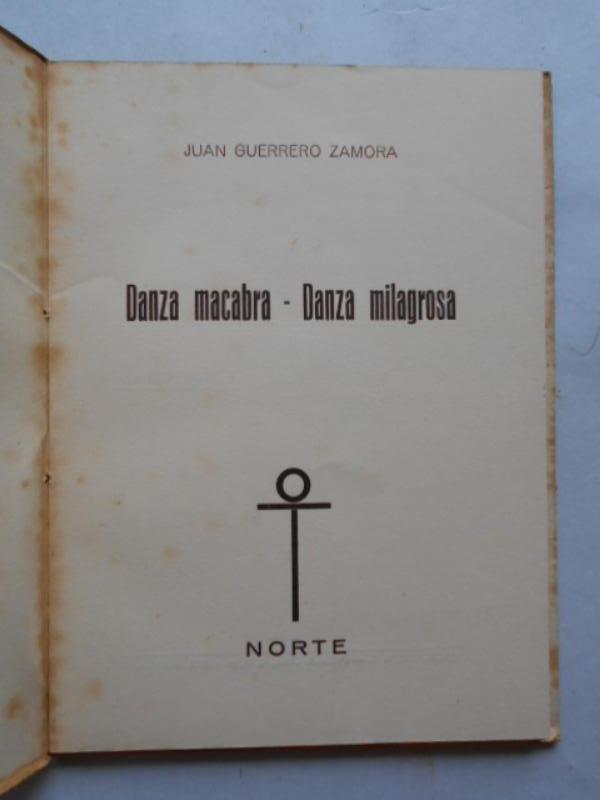 JUAN GUERRERO ZAMORA
Danza macabra - Danza milagrosa
NORTE